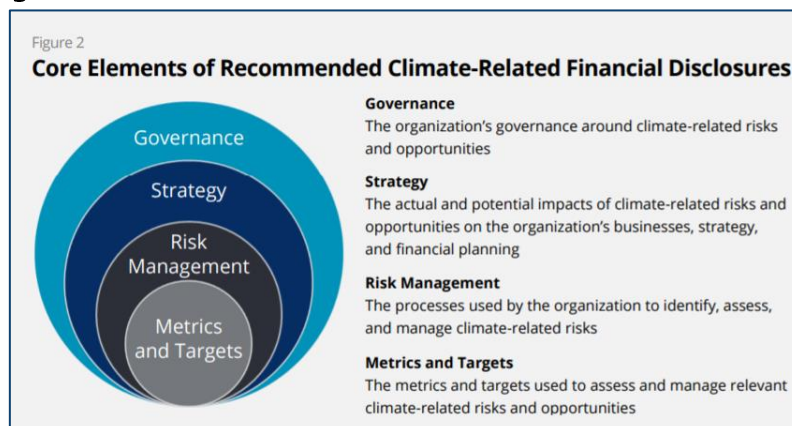 Figure 2
Core Elements of Recommended Climate-Related Financial Disclosures
Governance
Strategy
Risk
Management
Metrics
and Targets
Governance
The organization's governance around climate-related risks
and opportunities
Strategy
The actual and potential impacts of climate-related risks and
opportunities on the organization's businesses, strategy,
and financial planning
Risk Management
The processes used by the organization to identify, assess,
and manage climate-related risks
Metrics and Targets
The metrics and targets used to assess and manage relevant
climate-related risks and opportunities